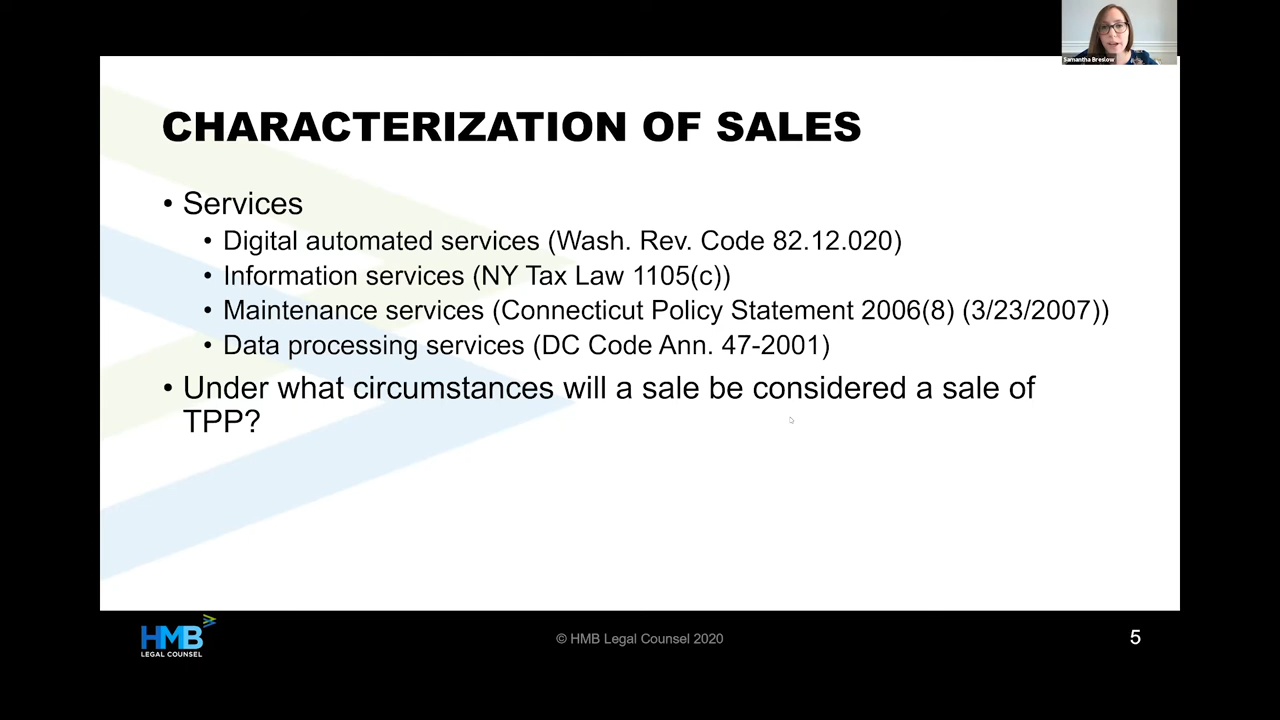 Samantha Breslow
CHARACTERIZATION OF SALES
• Services
• Digital automated services (Wash. Rev. Code 82.12.020)
• Information services (NY Tax Law 1105(c))
• Maintenance services (Connecticut Policy Statement 2006(8) (3/23/2007))
• Data processing services (DC Code Ann. 47-2001)
• Under what circumstances will a sale be considered a sale of
TPP?
HMB
LEGAL COUNSEL
© HMB Legal Counsel 2020
5